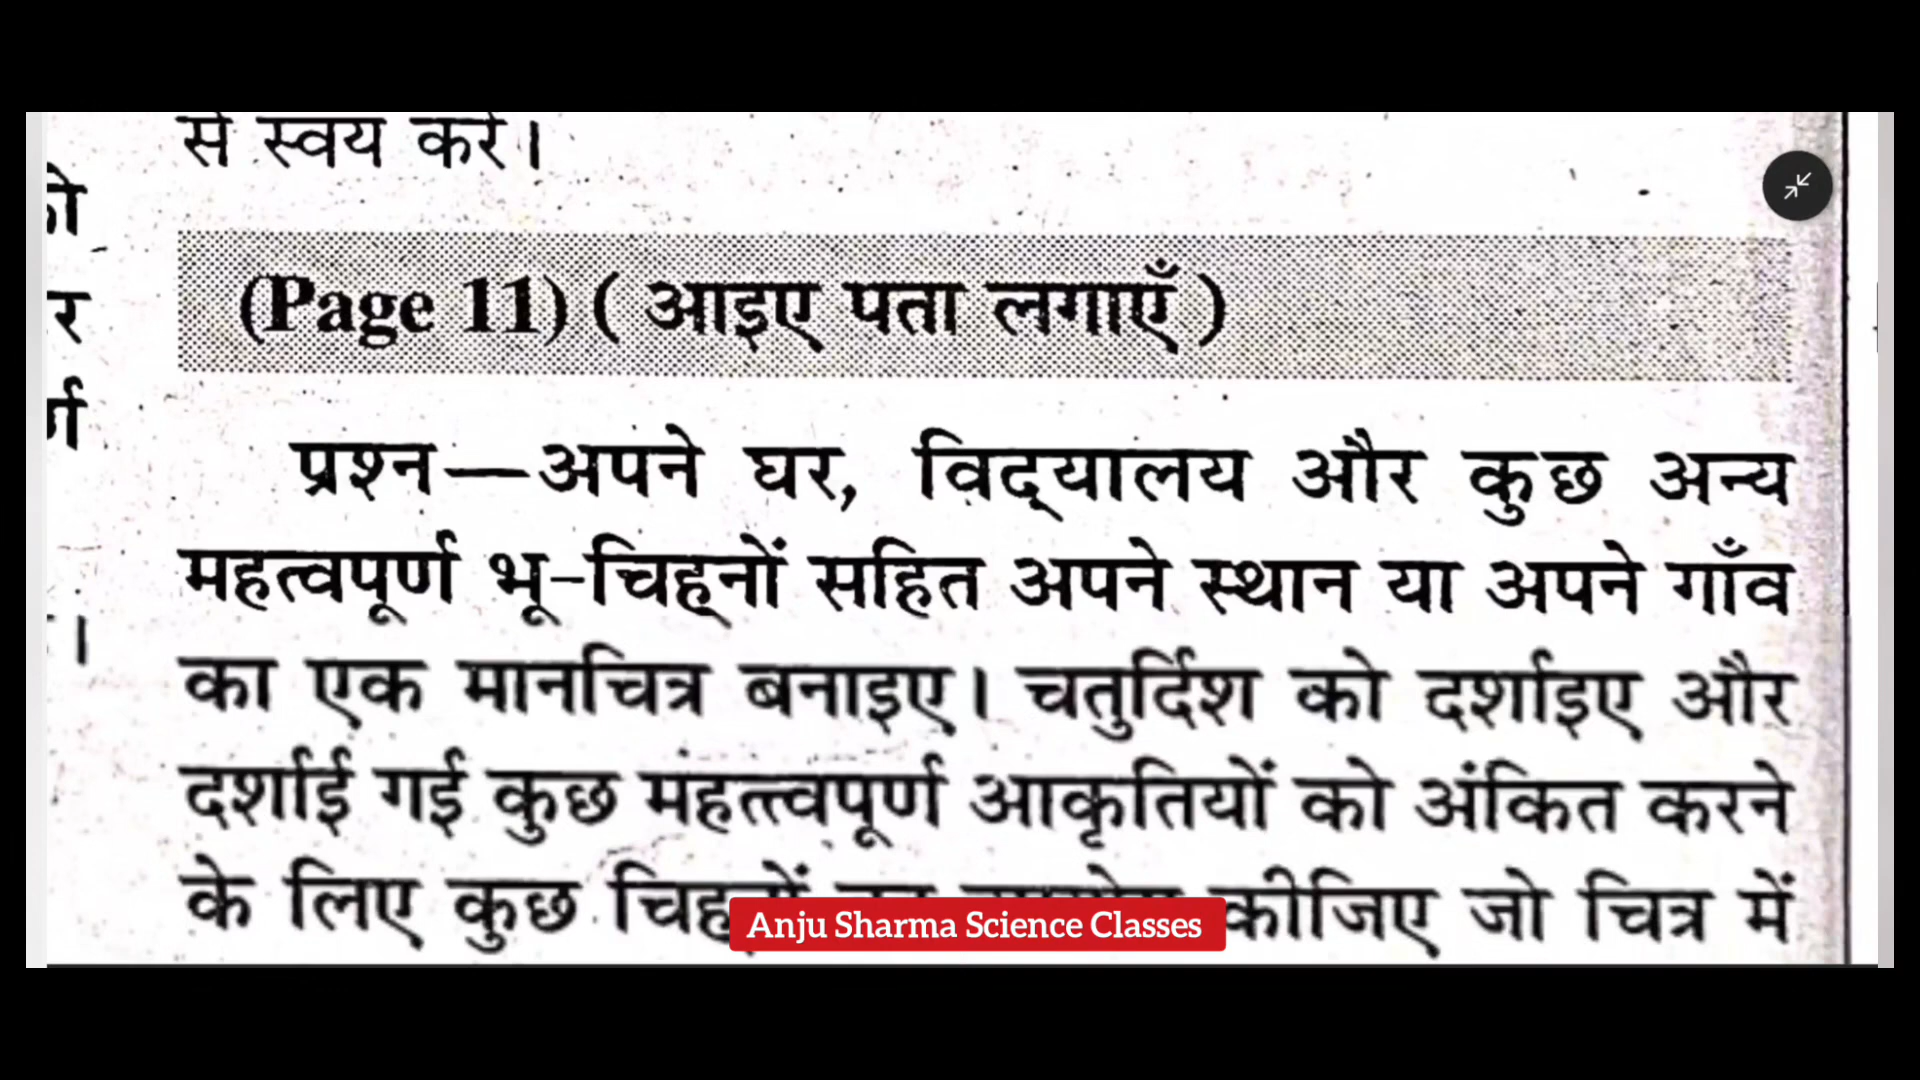 से स्वयं करें।
(Page 11) ( आइए पता लगाएँ )
प्रश्न—अपने घर, विद्यालय और कुछ अन्य
महत्वपूर्ण भू-चिह्नों सहित अपने स्थान या अपने गाँव
का एक मानचित्र बनाइए। चतुर्दिश को दर्शाइए और
दर्शाई गई कुछ महत्त्वपूर्ण आकृतियों को अंकित करने
के लिए कुछ कीजिए जो चित्र में
Anju Sharma Science Classes